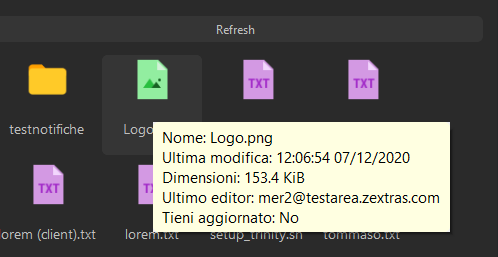 Refresh
TXT
TXT
testnotifiche
Logo
Nome: Logo.png
Ultima modifica: 12:06:54 07/12/2020
Dimensioni: 153.4 KiB
Ultimo editor: mer2@testarea.zextras.com
Tieni aggiornato: No
TXT
TXT
lorem (client).txt
lorem.txt
setup_trinity.sh
tommaso.txt